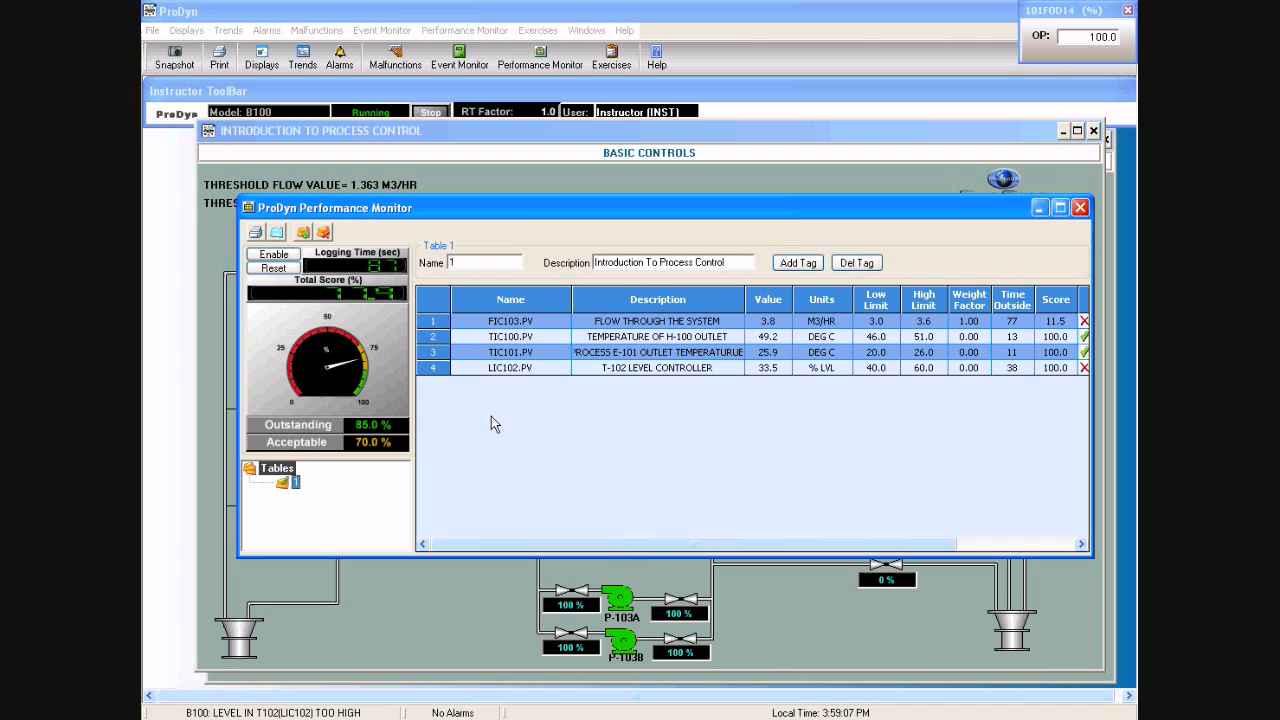 ProDyn
101FOD14 (%)
OP: 100.0
File Displays Trends Alarms Malfunctions Event Monitor Performance Monitor Exercises Windows Help
Snapshot Print Displays Trends Alarms Malfunctions Event Monitor Performance Monitor Exercises Help
Instructor ToolBar
ProDyn Model: B100 Running Stop RT Factor: 1.0 User: Instructor (INST)
INTRODUCTION TO PROCESS CONTROL
BASIC CONTROLS
THRESHOLD FLOW VALUE= 1.363 M3/HR
THRES
ProDyn Performance Monitor
Enable
Reset
Logging Time (sec)
87
Total Score (%)
77.9
0 25 50 75 100
%
Outstanding 85.0 %
Acceptable 70.0 %
Tables
1
Table 1
Name 1 Description Introduction To Process Control Add Tag Del Tag
Name Description Value Units Low Limit High Limit Weight Factor Time Outside Score
1 FIC103.PV FLOW THROUGH THE SYSTEM 3.8 M3/HR 3.0 3.6 1.00 77 11.5
2 TIC100.PV TEMPERATURE OF H-100 OUTLET 49.2 DEG C 46.0 51.0 0.00 13 100.0
3 TIC101.PV ROCESS E-101 OUTLET TEMPERATURUE 25.9 DEG C 20.0 26.0 0.00 11 100.0
4 LIC102.PV T-102 LEVEL CONTROLLER 33.5 % LVL 40.0 60.0 0.00 38 100.0
0 %
100 % 100 %
P-103A
100 % 100 %
P-103B
B100: LEVEL IN T102(LIC102) TOO HIGH No Alarms Local Time: 3:59:07 PM